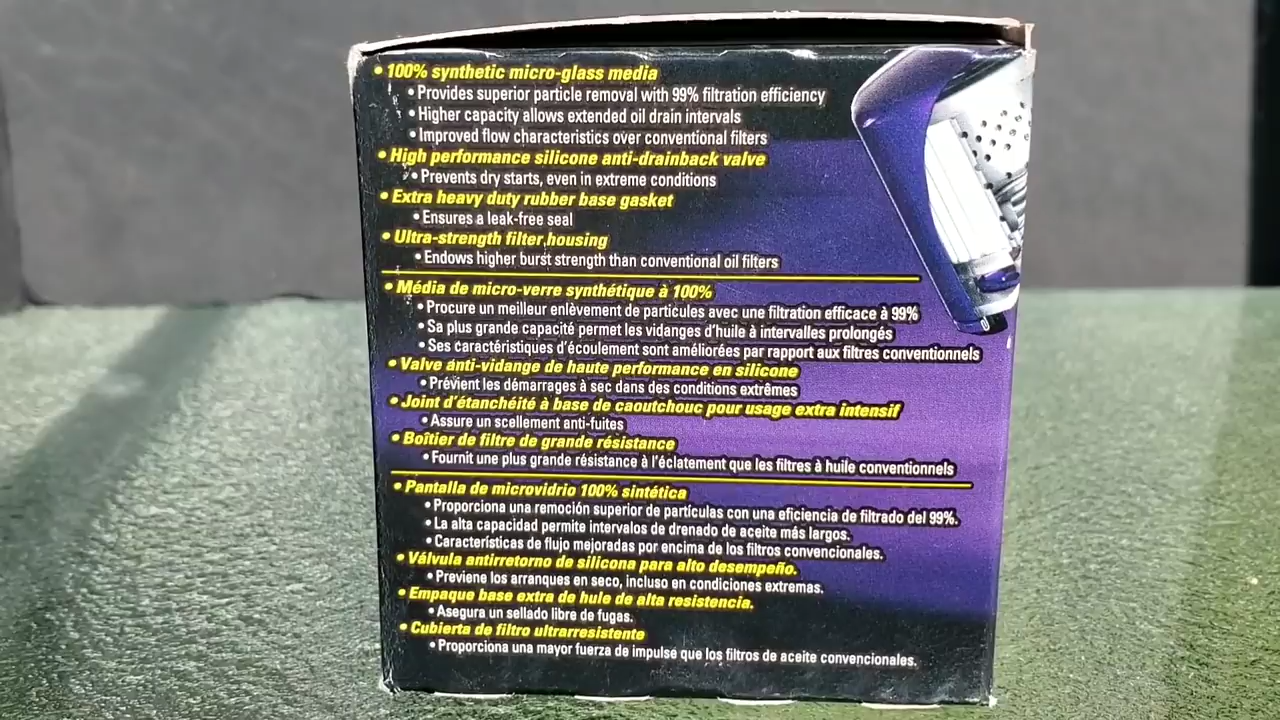 • 100% synthetic micro-glass media
• Provides superior particle removal with 99% filtration efficiency
• Higher capacity allows extended oil drain intervals
• Improved flow characteristics over conventional filters
• High performance silicone anti-drainback valve
• Prevents dry starts, even in extreme conditions
• Extra heavy duty rubber base gasket
• Ensures a leak-free seal
• Ultra-strength filter housing
• Endows higher burst strength than conventional oil filters
• Média de micro-verre synthétique à 100%
• Procure un meilleur enlèvement de particules avec une filtration efficace à 99%
• Sa plus grande capacité permet les vidanges d'huile à intervalles prolongés
• Ses caractéristiques d'écoulement sont améliorées par rapport aux filtres conventionnels
• Valve anti-vidange de haute performance en silicone
• Prévient les démarrages à sec dans des conditions extrêmes
• Joint d'étanchéité à base de caoutchouc pour usage extra intensif
• Assure un scellement anti-fuites
• Boîtier de filtre de grande résistance
• Fournit une plus grande résistance à l'éclatement que les filtres à huile conventionnels
• Pantalla de microvidrio 100% sintética
• Proporciona una remoción superior de partículas con una eficiencia de filtrado del 99%.
• La alta capacidad permite intervalos de drenado de aceite más largos.
• Características de flujo mejoradas por encima de los filtros convencionales.
• Válvula antirretorno de silicona para alto desempeño.
• Previene los arranques en seco, incluso en condiciones extremas.
• Empaque base extra de hule de alta resistencia.
• Asegura un sellado libre de fugas.
• Cubierta de filtro ultrarresistente
• Proporciona una mayor fuerza de impulse que los filtros de aceite convencionales.